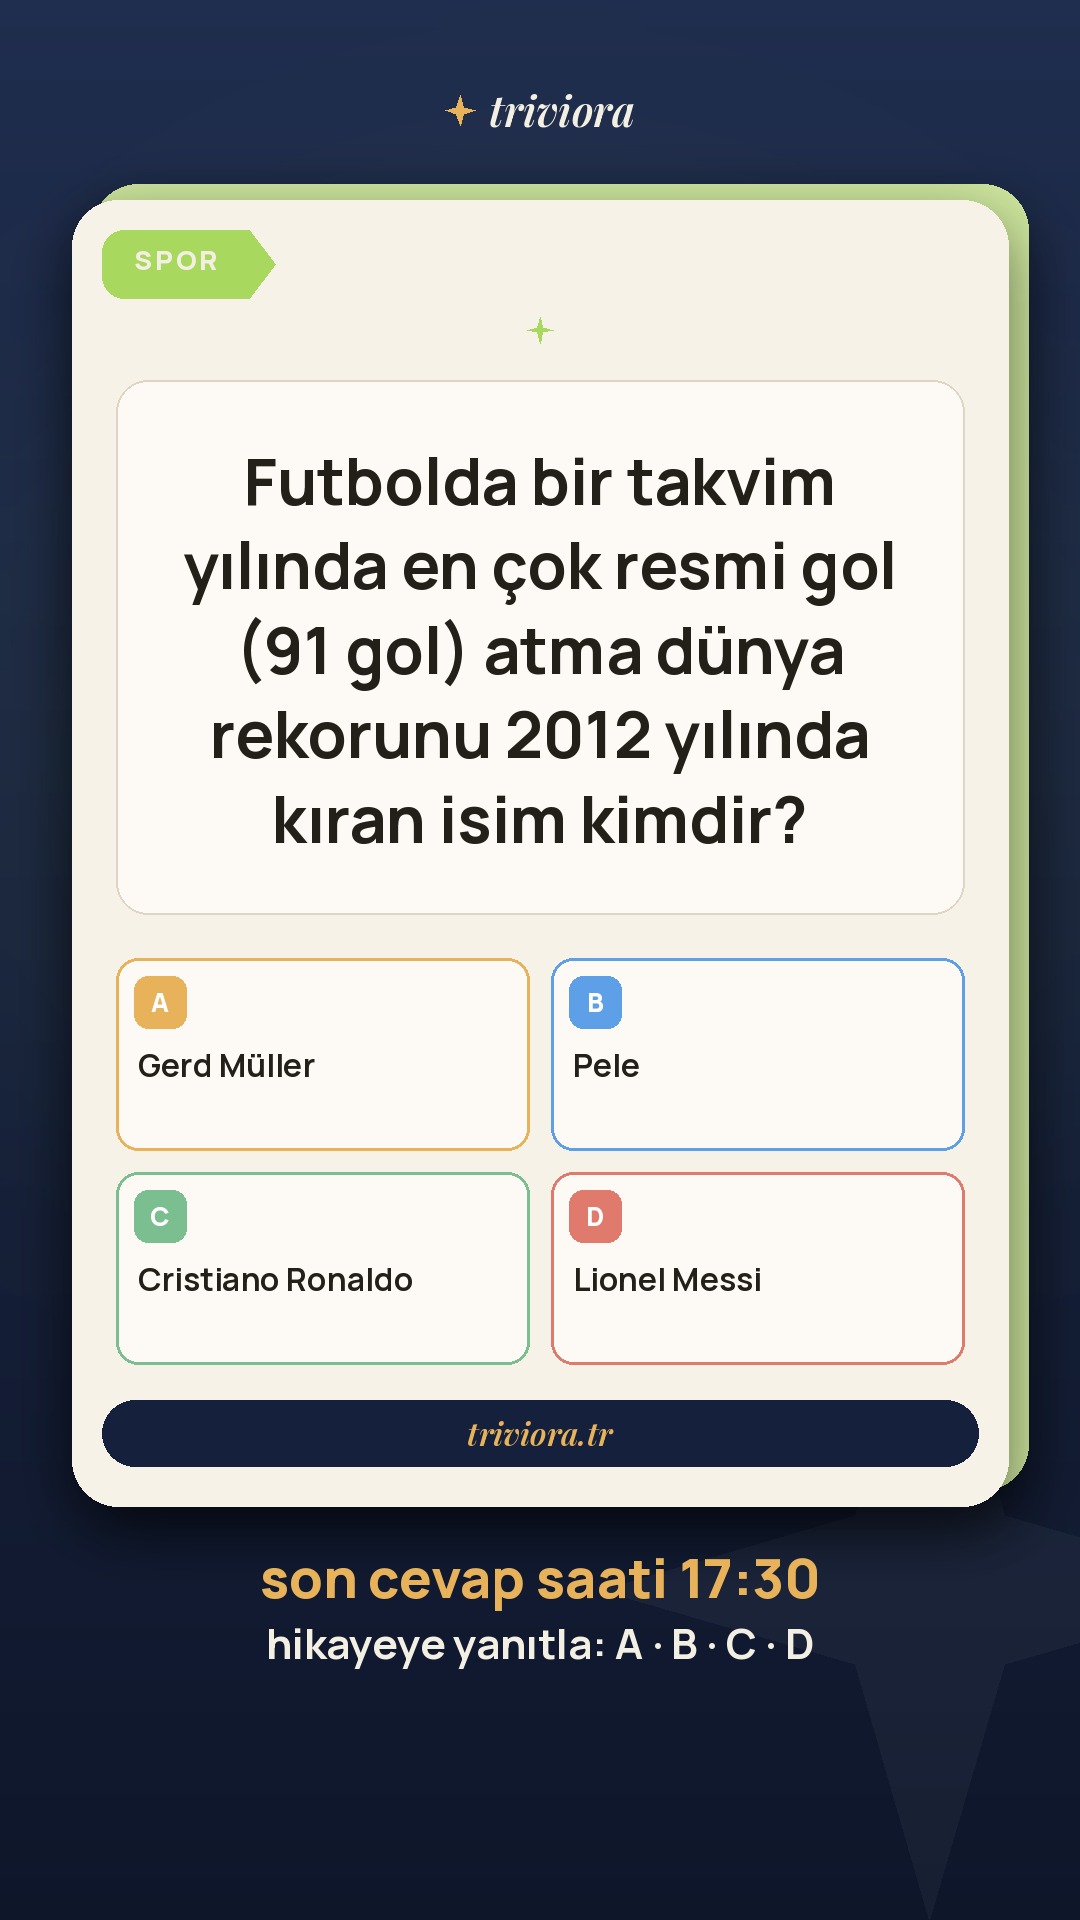 triviora
SPOR
Futbolda bir takvim
yılında en çok resmi gol
(91 gol) atma dünya
rekorunu 2012 yılında
kıran isim kimdir?
A
Gerd Müller
B
Pele
C
Cristiano Ronaldo
D
Lionel Messi
triviora.tr
son cevap saati 17:30
hikayeye yanıtla: A · B · C · D